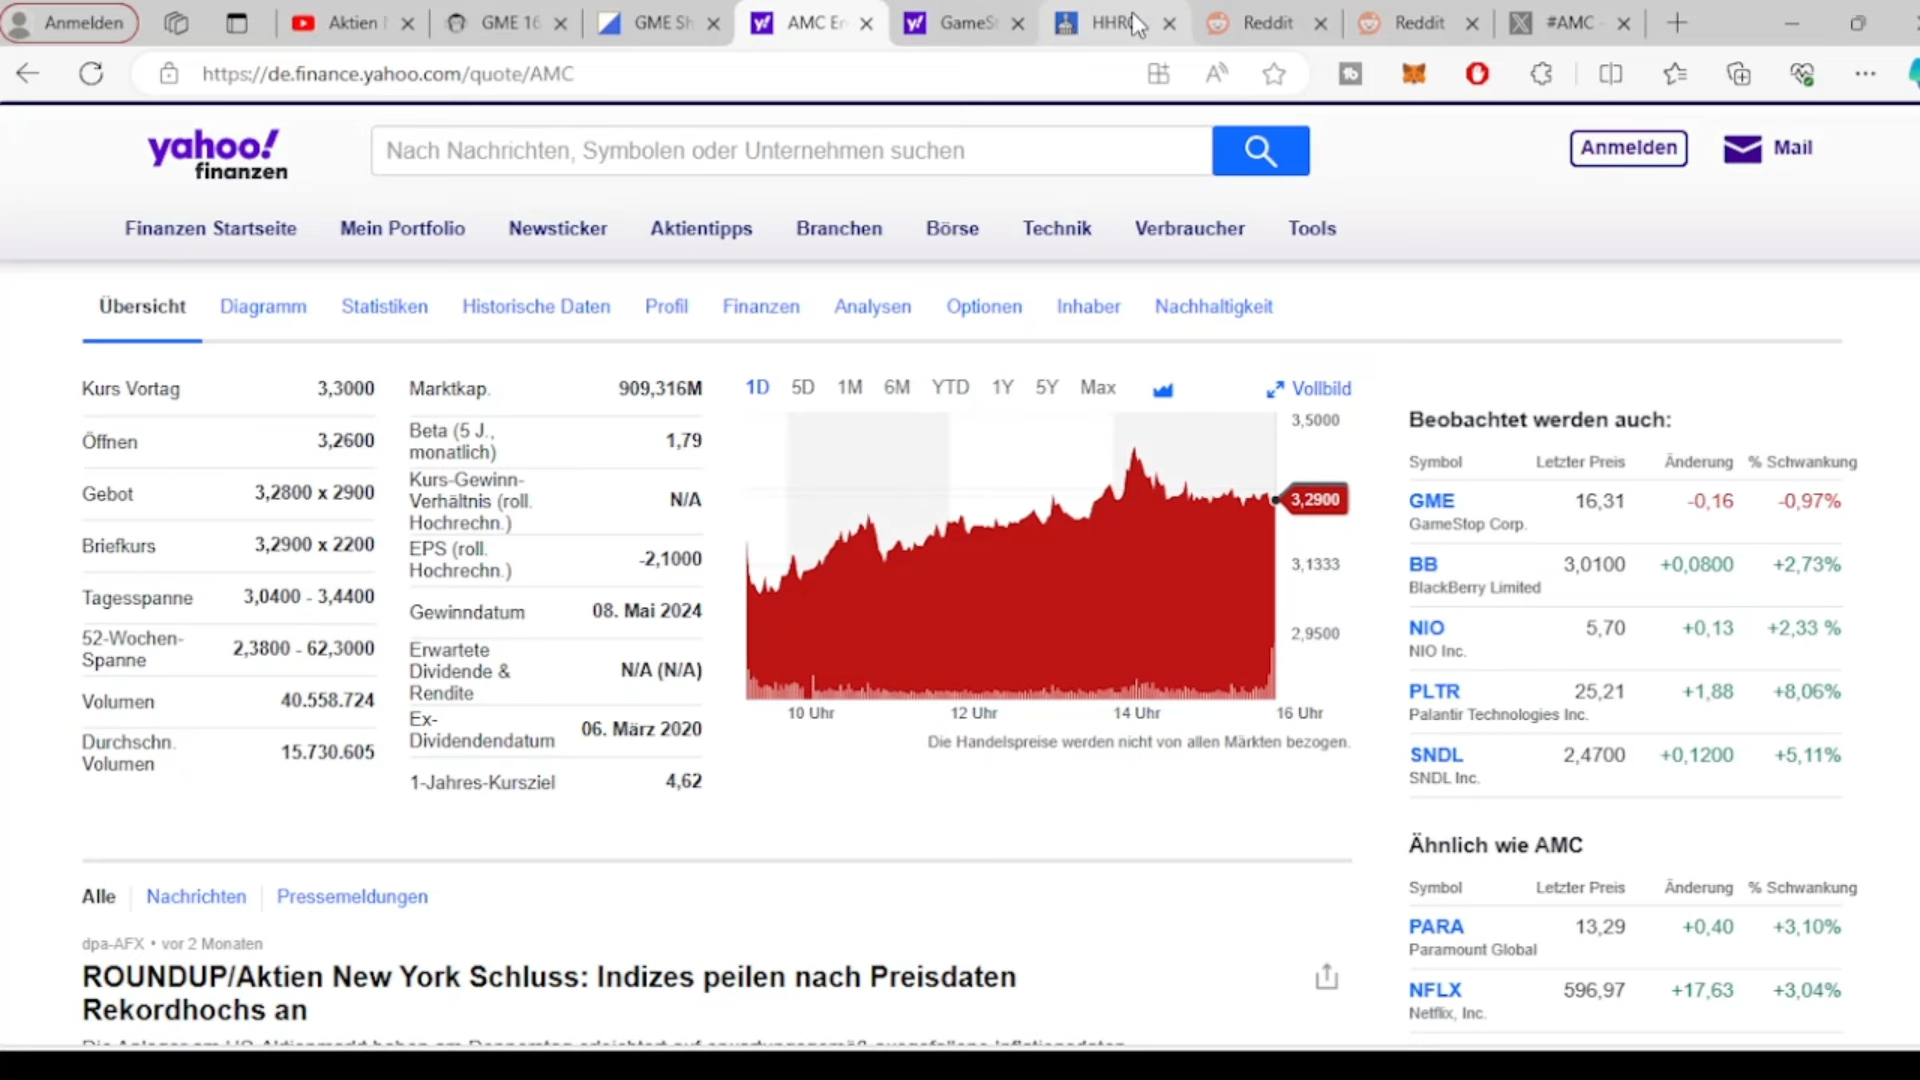 Anmelden
Aktien
GME 16
GME Sh
AMC En
GameSt
HHR
Reddit
Reddit
#AMC -
https://de.finance.yahoo.com/quote/AMC
yahoo!
finanzen
Nach Nachrichten, Symbolen oder Unternehmen suchen
Anmelden
Mail
Finanzen Startseite
Mein Portfolio
Newsticker
Aktientipps
Branchen
Börse
Technik
Verbraucher
Tools
Übersicht
Diagramm
Statistiken
Historische Daten
Profil
Finanzen
Analysen
Optionen
Inhaber
Nachhaltigkeit
Kurs Vortag 3,3000
Öffnen 3,2600
Gebot 3,2800 x 2900
Briefkurs 3,2900 x 2200
Tagesspanne 3,0400 - 3,4400
52-Wochen-
Spanne 2,3800 - 62,3000
Volumen 40.558.724
Durchschn.
Volumen 15.730.605
Marktkap. 909,316M
Beta (5 J.,
monatlich) 1,79
Kurs-Gewinn-
Verhältnis (roll.
Hochrechn.) N/A
EPS (roll.
Hochrechn.) -2,1000
Gewinndatum 08. Mai 2024
Erwartete
Dividende &
Rendite N/A (N/A)
Ex-
Dividendendatum 06. März 2020
1-Jahres-Kursziel 4,62
1D 5D 1M 6M YTD 1Y 5Y Max
Vollbild
3,5000
3,2900
3,1333
2,9500
10 Uhr 12 Uhr 14 Uhr 16 Uhr
Die Handelspreise werden nicht von allen Märkten bezogen.
Beobachtet werden auch:
Symbol Letzter Preis Änderung % Schwankung
GME 16,31 -0,16 -0,97%
GameStop Corp.
BB 3,0100 +0,0800 +2,73%
BlackBerry Limited
NIO 5,70 +0,13 +2,33 %
NIO Inc.
PLTR 25,21 +1,88 +8,06%
Palantir Technologies Inc.
SNDL 2,4700 +0,1200 +5,11%
SNDL Inc.
Ähnlich wie AMC
Symbol Letzter Preis Änderung % Schwankung
PARA 13,29 +0,40 +3,10%
Paramount Global
NFLX 596,97 +17,63 +3,04%
Netflix, Inc.
Alle
Nachrichten
Pressemeldungen
dpa-AFX • vor 2 Monaten
ROUNDUP/Aktien New York Schluss: Indizes peilen nach Preisdaten
Rekordhochs an